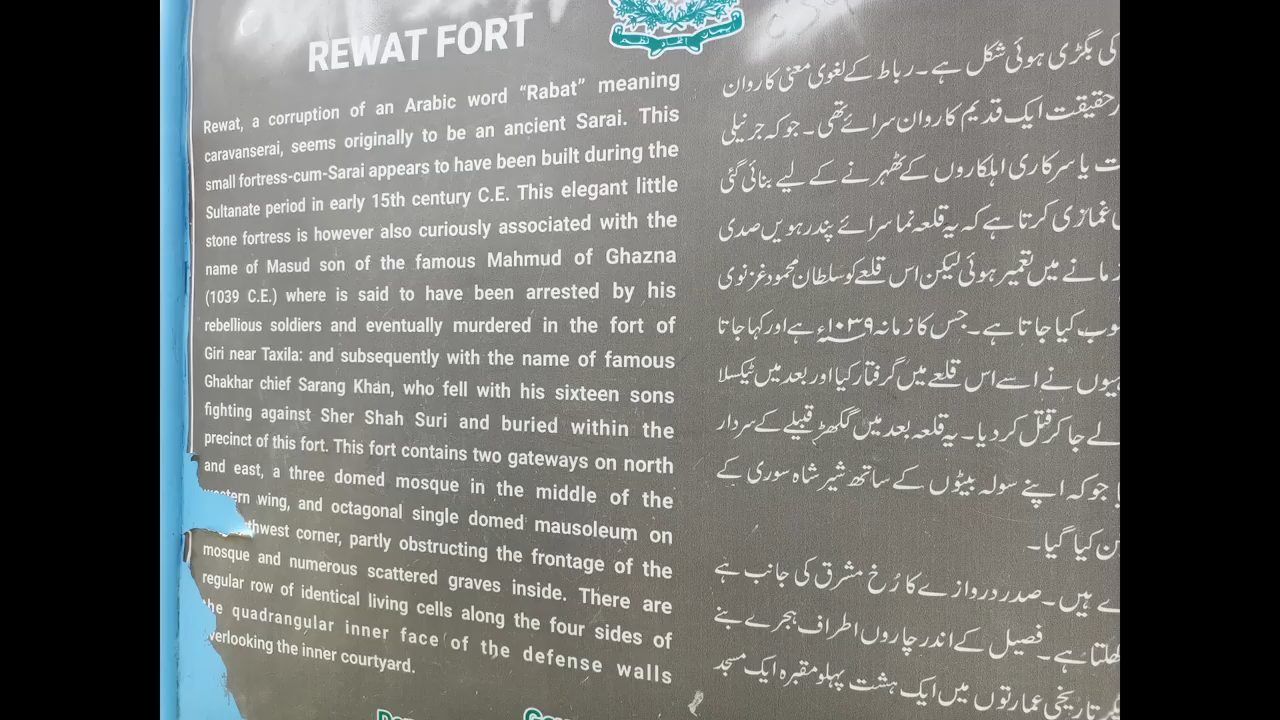 REWAT FORT
Rewat, a corruption of an Arabic word “Rabat” meaning
caravanserai, seems originally to be an ancient Sarai. This
small fortress-cum-Sarai appears to have been built during the
Sultanate period in early 15th century C.E. This elegant little
stone fortress is however also curiously associated with the
name of Masud son of the famous Mahmud of Ghazna
(1039 C.E.) where is said to have been arrested by his
rebellious soldiers and eventually murdered in the fort of
Giri near Taxila: and subsequently with the name of famous
Ghakhar chief Sarang Khan, who fell with his sixteen sons
fighting against Sher Shah Suri and buried within the
precinct of this fort. This fort contains two gateways on north
and east, a three domed mosque in the middle of the
wing, and octagonal single domed mausoleum on
corner, partly obstructing the frontage of the
mosque and numerous scattered graves inside. There are
regular row of identical living cells along the four sides of
the quadrangular inner face of the defense walls
overlooking the inner courtyard.
کی بگڑی ہوئی شکل ہے۔ رباط کے لغوی معنی کارواں
حقیقت ایک قدیم کارواں سرائے تھی۔ جو کہ جرنیلی
یا سرکاری اہلکاروں کے ٹھہرنے کے لیے بنائی گئی
غمازی کرتا ہے کہ یہ قلعہ نما سرائے پندرہویں صدی
مانے میں تعمیر ہوئی لیکن اس قلعے کو سلطان محمود غزنوی
کیا جاتا ہے۔ جس کا زمانہ ۱۰۳۹ء ہے اور کہا جاتا
نے اسے اس قلعے میں گرفتار کیا اور بعد میں ٹیکسلا
لے جا کر قتل کر دیا۔ یہ قلعہ بعد میں گکھڑ قبیلے کے سردار
جو کہ اپنے سولہ بیٹوں کے ساتھ شیر شاہ سوری کے
کیا گیا۔
ہیں۔ صدر دروازے کا رُخ مشرق کی جانب ہے
ہے۔ فصیل کے اندر چاروں اطراف ہجرے بنے
تاریخی عمارتوں میں ایک ہشت پہلو مقبرہ ایک مسجد